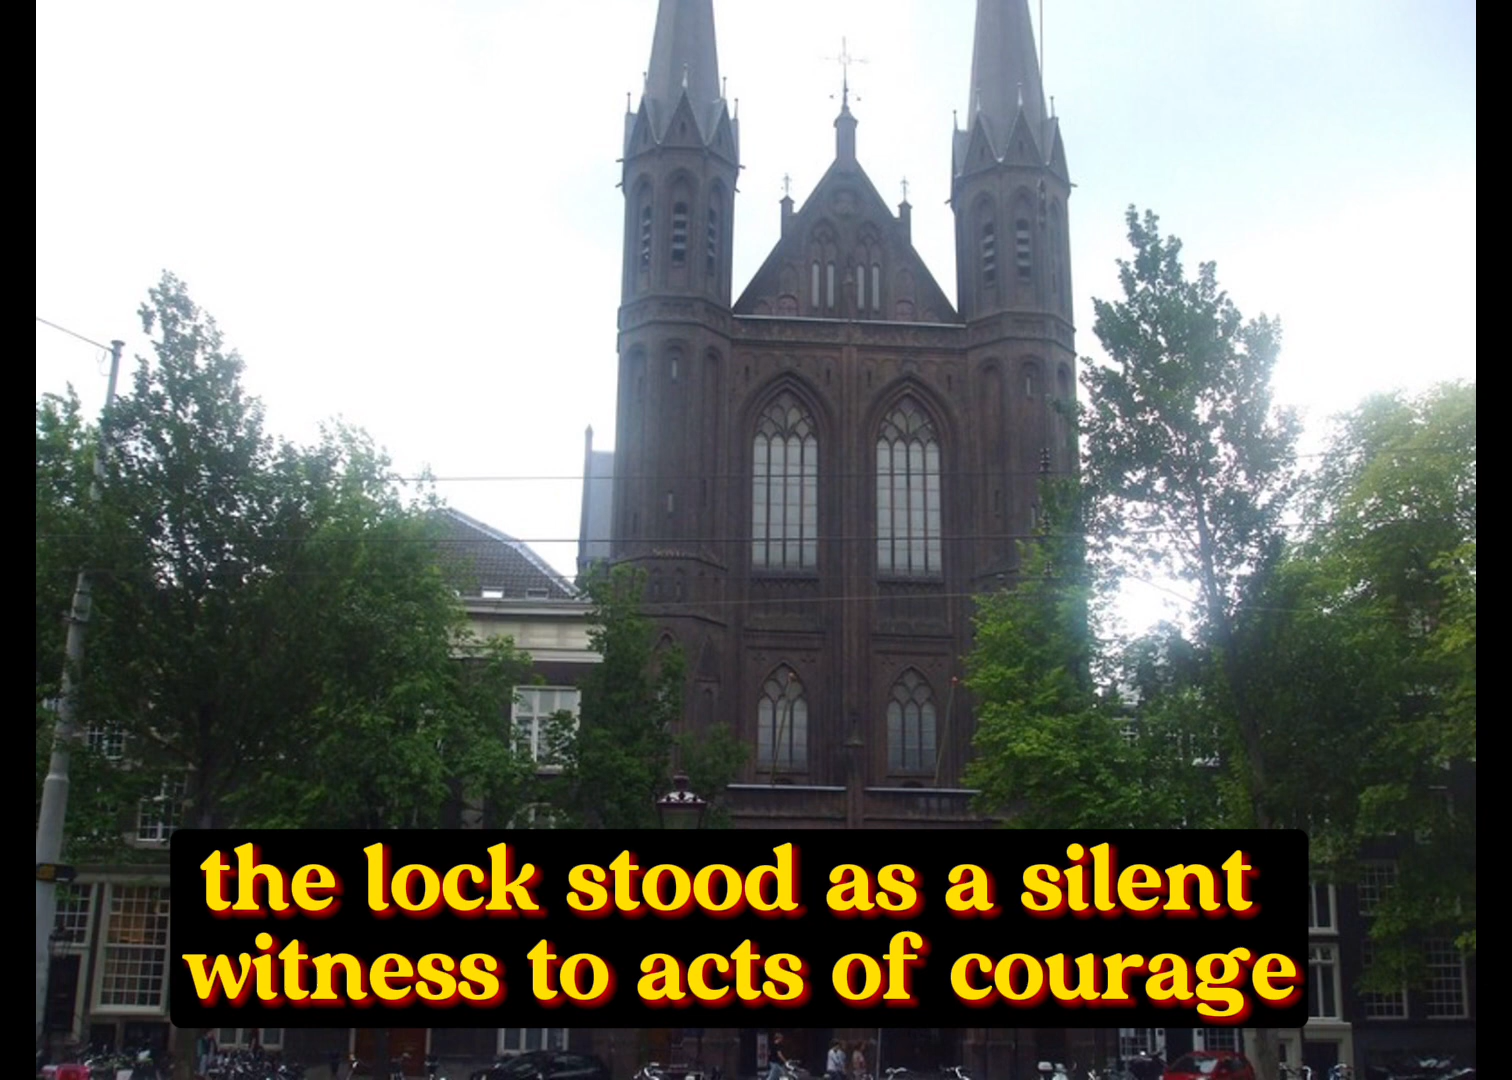 the lock stood as a silent
witness to acts of courage